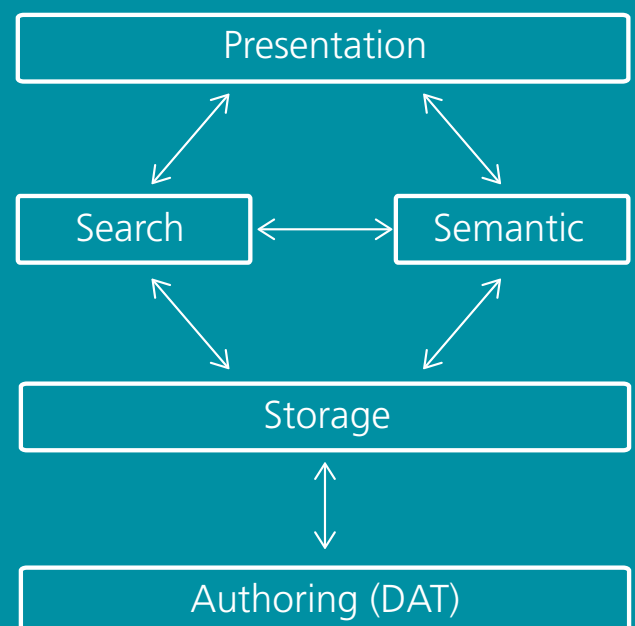 Presentation
Search
Semantic
Storage
Authoring (DAT)